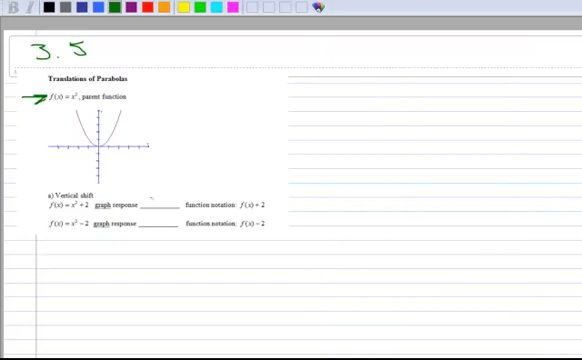 B I
3.5
Translations of Parabolas
f(x) = x², parent function
a) Vertical shift
f(x) = x² + 2 graph response __________ function notation: f(x) + 2
f(x) = x² − 2 graph response __________ function notation: f(x) − 2